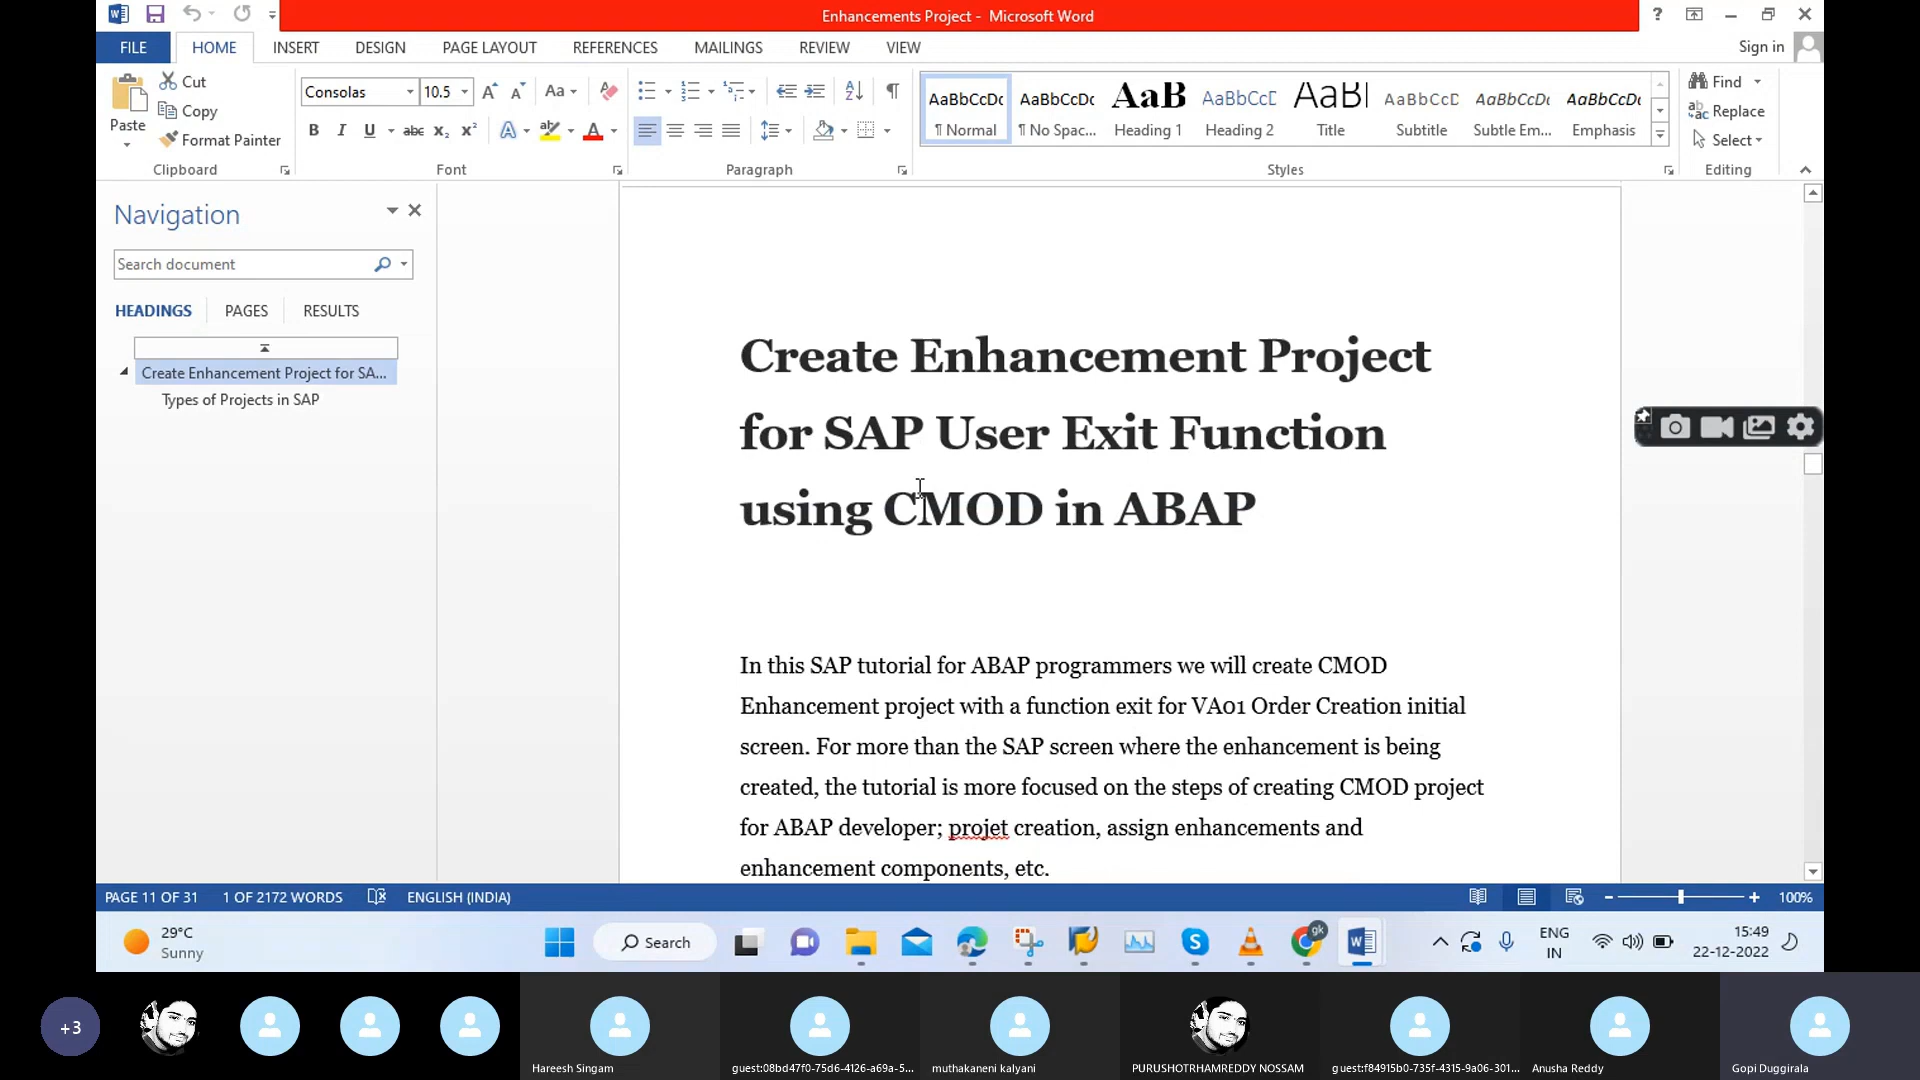 Enhancements Project - Microsoft Word
?
FILE
HOME
INSERT
DESIGN
PAGE LAYOUT
REFERENCES
MAILINGS
REVIEW
VIEW
Sign in
Paste
Cut
Copy
Format Painter
Clipboard
Consolas
10.5
Aa
B I U abc x₂ x² A A
Font
Paragraph
AaBbCcDc
¶ Normal
AaBbCcDc
¶ No Spac...
AaB
Heading 1
AaBbCcD
Heading 2
AaB
Title
AaBbCcD
Subtitle
AaBbCcDc
Subtle Em...
AaBbCcDc
Emphasis
Styles
Find
Replace
Select
Editing
Navigation
Search document
HEADINGS
PAGES
RESULTS
Create Enhancement Project for SA...
Types of Projects in SAP
Create Enhancement Project
for SAP User Exit Function
using CMOD in ABAP
In this SAP tutorial for ABAP programmers we will create CMOD
Enhancement project with a function exit for VA01 Order Creation initial
screen. For more than the SAP screen where the enhancement is being
created, the tutorial is more focused on the steps of creating CMOD project
for ABAP developer; projet creation, assign enhancements and
enhancement components, etc.
PAGE 11 OF 31
1 OF 2172 WORDS
ENGLISH (INDIA)
100%
29°C
Sunny
Search
gk
ENG
IN
15:49
22-12-2022
+3
Hareesh Singam
guest:08bd47f0-75d6-4126-a69a-5...
muthakaneni kalyani
PURUSHOTRHAMREDDY NOSSAM
guest:f84915b0-735f-4315-9a06-301...
Anusha Reddy
Gopi Duggirala